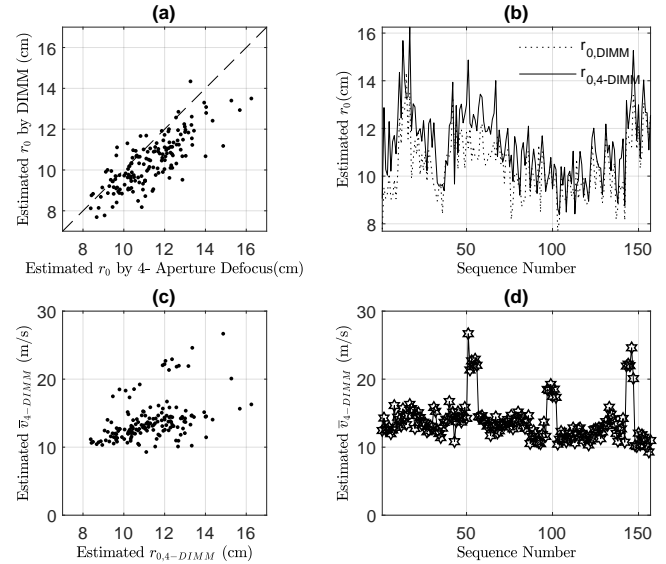 (a)
Estimated r0 by DIMM (cm)
17
16
14
12
10
8
8 10 12 14 16
Estimated r0 by 4- Aperture Defocus(cm)
(b)
Estimated r0(cm)
16
14
12
10
8
r0,DIMM
r0,4-DIMM
50 100 150
Sequence Number
(c)
Estimated v̅4−DIMM (m/s)
30
20
10
0
8 10 12 14 16
Estimated r0,4−DIMM (cm)
(d)
Estimated v̅4−DIMM (m/s)
30
20
10
0
50 100 150
Sequence Number